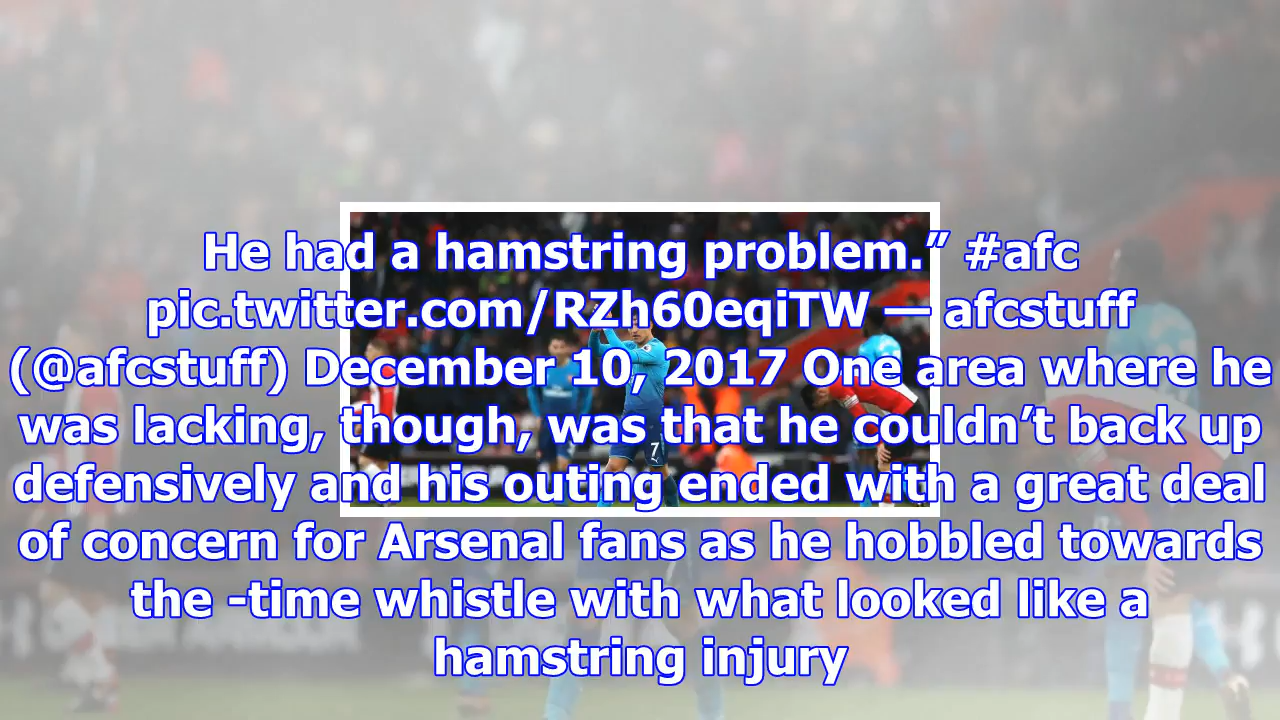 He had a hamstring problem.” #afc
pic.twitter.com/RZh60eqiTW — afcstuff
(@afcstuff) December 10, 2017 One area where he
was lacking, though, was that he couldn’t back up
defensively and his outing ended with a great deal
of concern for Arsenal fans as he hobbled towards
the -time whistle with what looked like a
hamstring injury
7